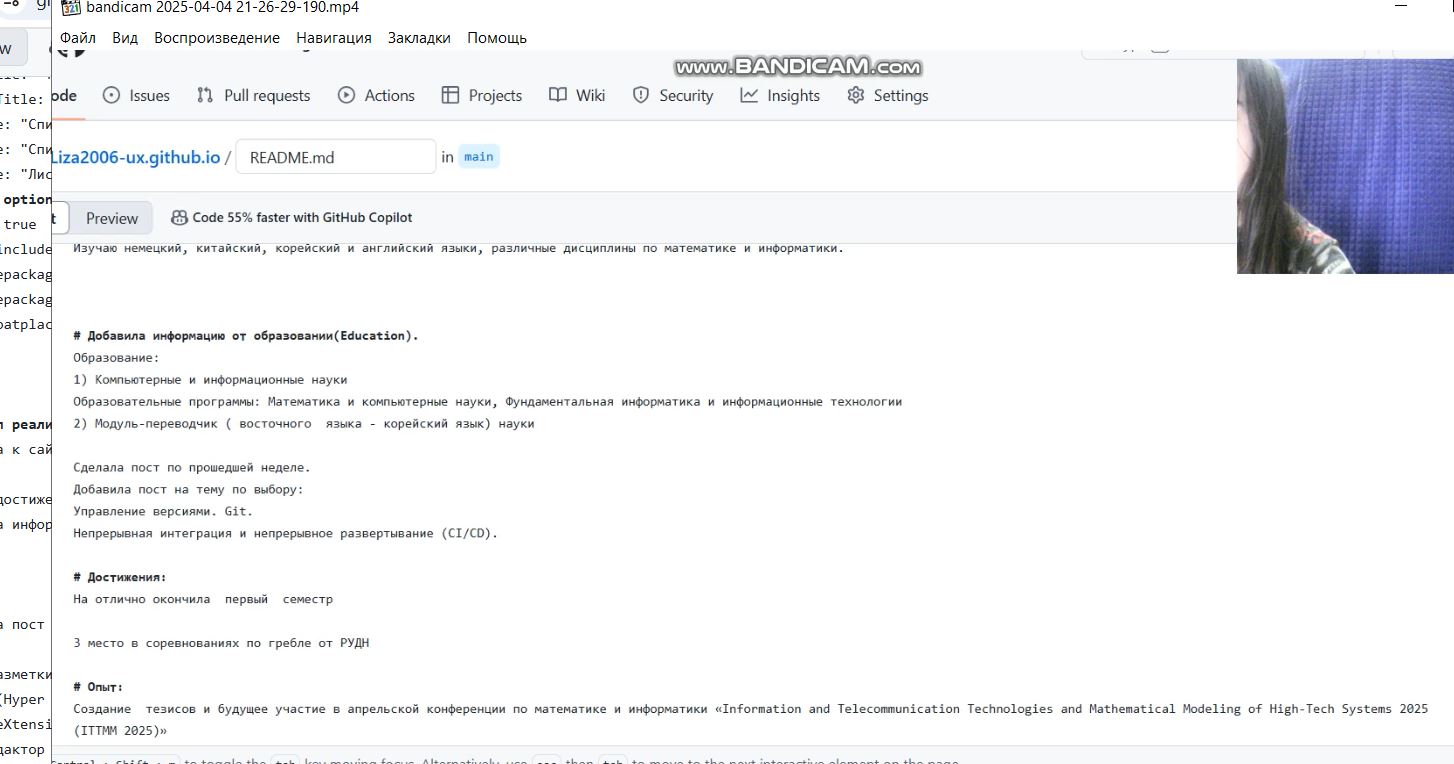 bandicam 2025-04-04 21-26-29-190.mp4
Файл Вид Воспроизведение Навигация Закладки Помощь
www.BANDICAM.com
ode Issues Pull requests Actions Projects Wiki Security Insights Settings
Liza2006-ux.github.io / README.md in main
t Preview Code 55% faster with GitHub Copilot
Изучаю немецкий, китайский, корейский и английский языки, различные дисциплины по математике и информатики.
# Добавила информацию от образовании(Education).
Образование:
1) Компьютерные и информационные науки
Образовательные программы: Математика и компьютерные науки, Фундаментальная информатика и информационные технологии
2) Модуль-переводчик ( восточного языка - корейский язык) науки
Сделала пост по прошедшей неделе.
Добавила пост на тему по выбору:
Управление версиями. Git.
Непрерывная интеграция и непрерывное развертывание (CI/CD).
# Достижения:
На отлично окончила первый семестр
3 место в соревнованиях по гребле от РУДН
# Опыт:
Создание тезисов и будущее участие в апрельской конференции по математике и информатики «Information and Telecommunication Technologies and Mathematical Modeling of High-Tech Systems 2025
(ITTMM 2025)»
to toggle the tab key moving focus. Alternatively, use esc then tab to move to the next interactive element on the page.
Title:
e: "Спи
e: "Спи
e: "Лис
option
true
include
epackag
epackag
oatplac
л реали
а к сай
достиже
а инфор
а пост
азметки
(Hyper
eXtensi
дактор